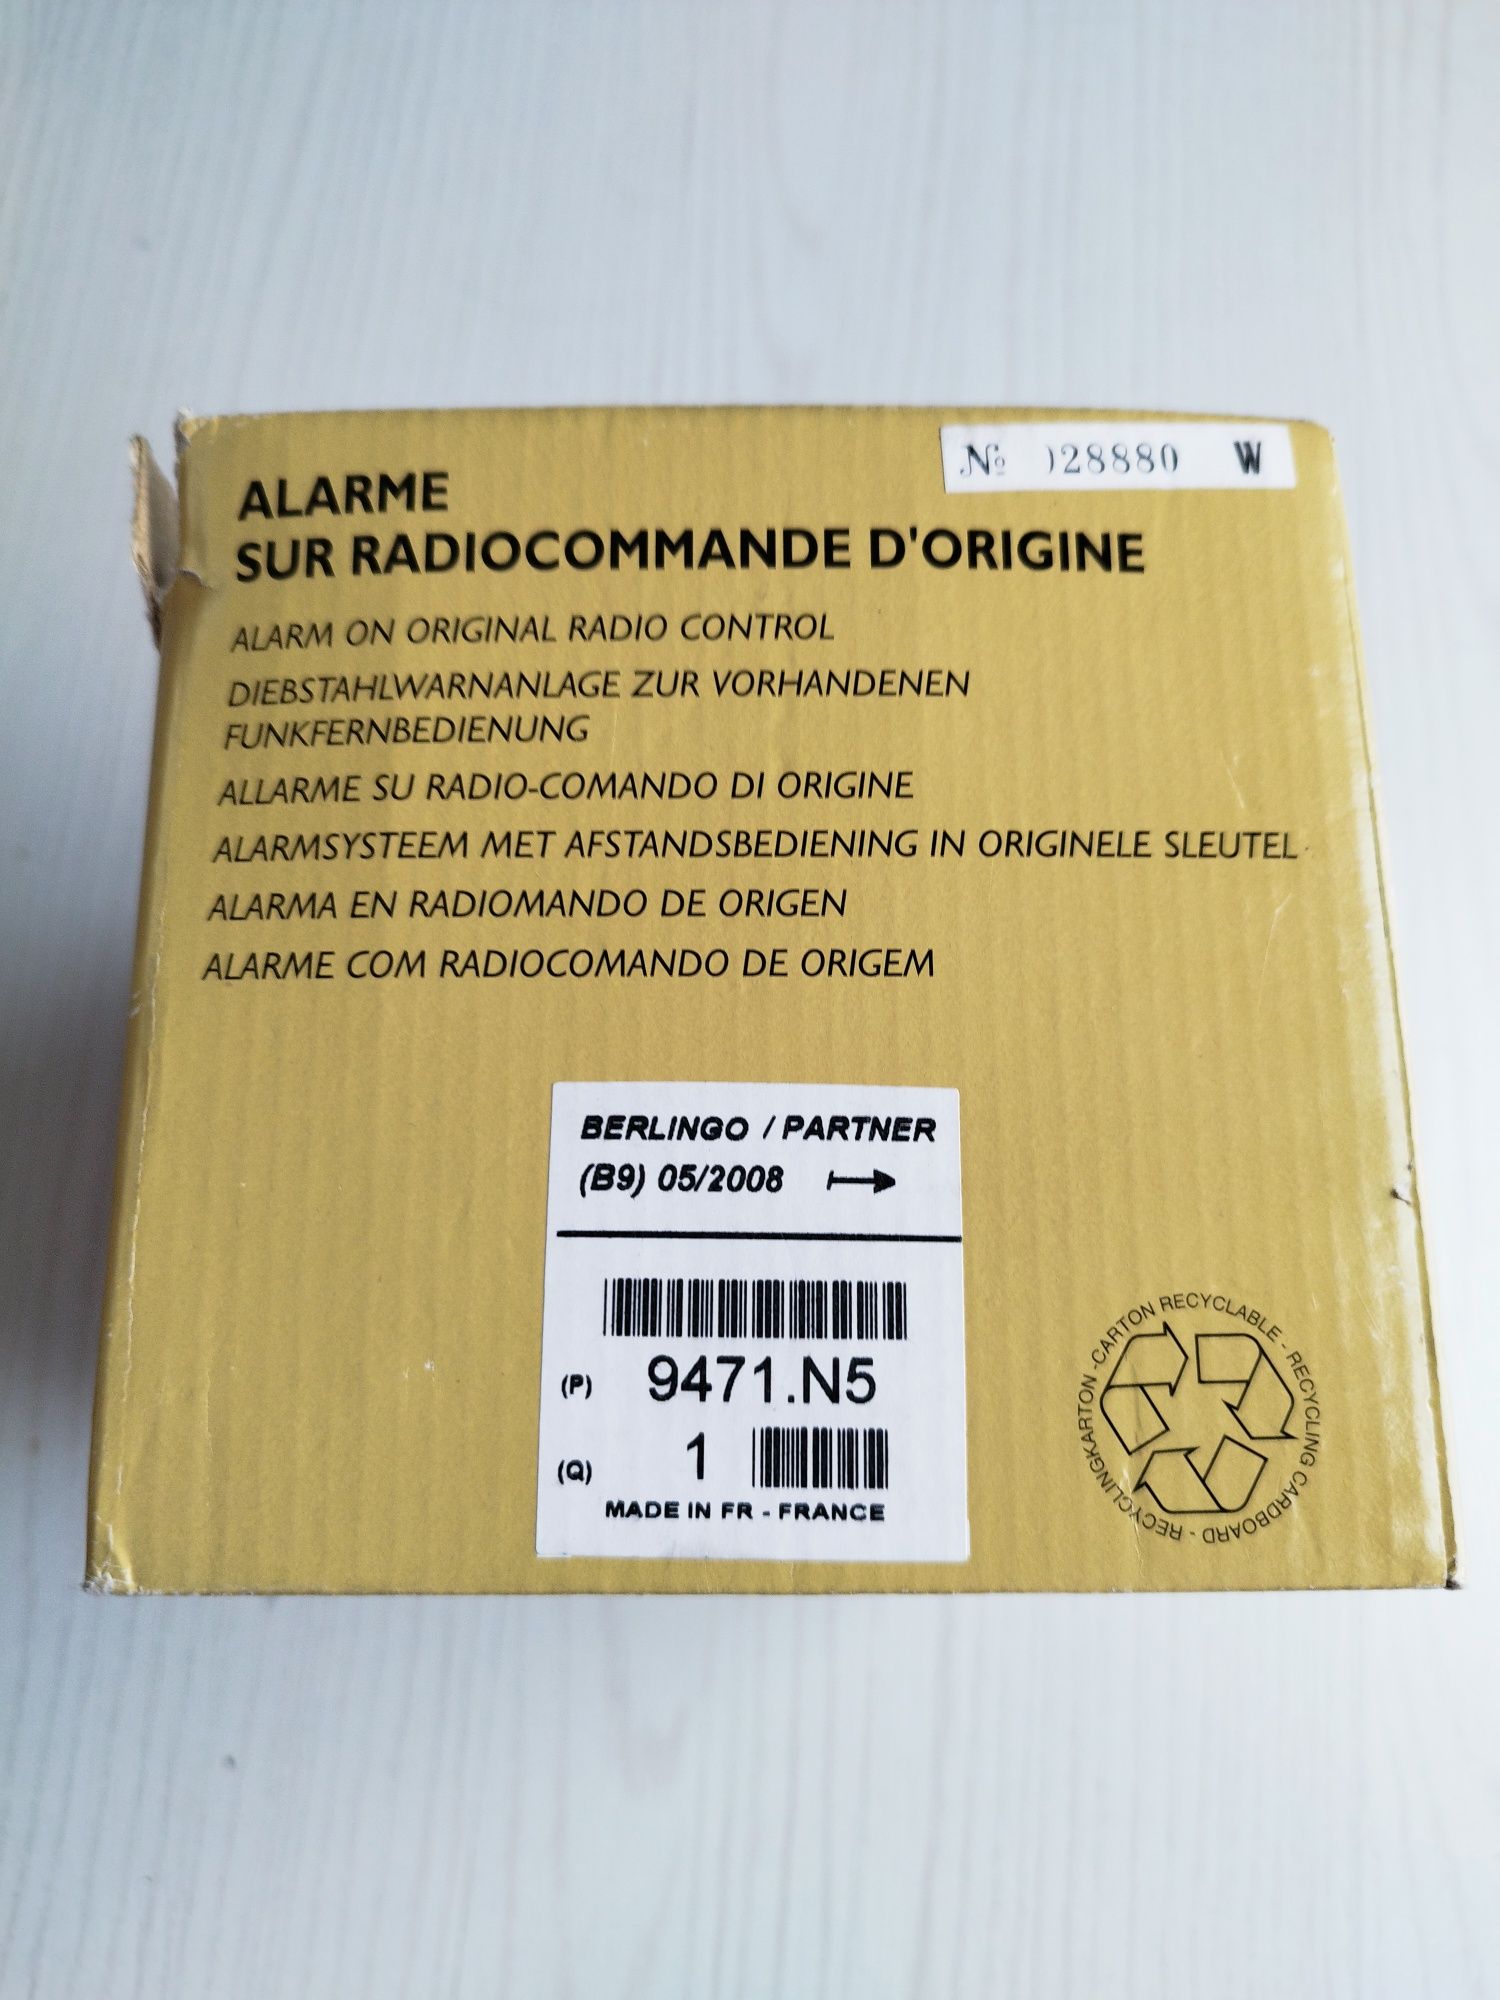 № 028880 W
ALARME
SUR RADIOCOMMANDE D'ORIGINE
ALARM ON ORIGINAL RADIO CONTROL
DIEBSTAHLWARNANLAGE ZUR VORHANDENEN
FUNKFERNBEDIENUNG
ALLARME SU RADIO-COMANDO DI ORIGINE
ALARMSYSTEEM MET AFSTANDSBEDIENING IN ORIGINELE SLEUTEL
ALARMA EN RADIOMANDO DE ORIGEN
ALARME COM RADIOCOMANDO DE ORIGEM
BERLINGO / PARTNER
(B9) 05/2008
(P) 9471.N5
(Q) 1
MADE IN FR - FRANCE
CARTON RECYCLABLE - RECYCLING CARDBOARD - RECYCLINGKARTON -